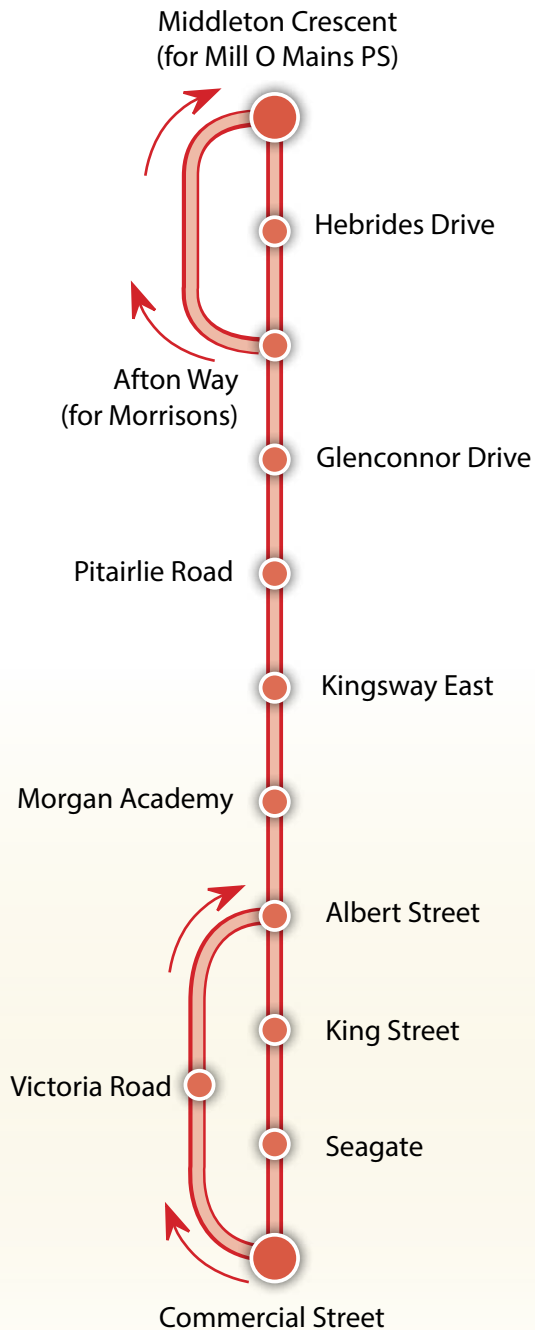 Middleton Crescent
(for Mill O Mains PS)
Hebrides Drive
Afton Way
(for Morrisons)
Glenconnor Drive
Pitairlie Road
Kingsway East
Morgan Academy
Albert Street
King Street
Victoria Road
Seagate
Commercial Street